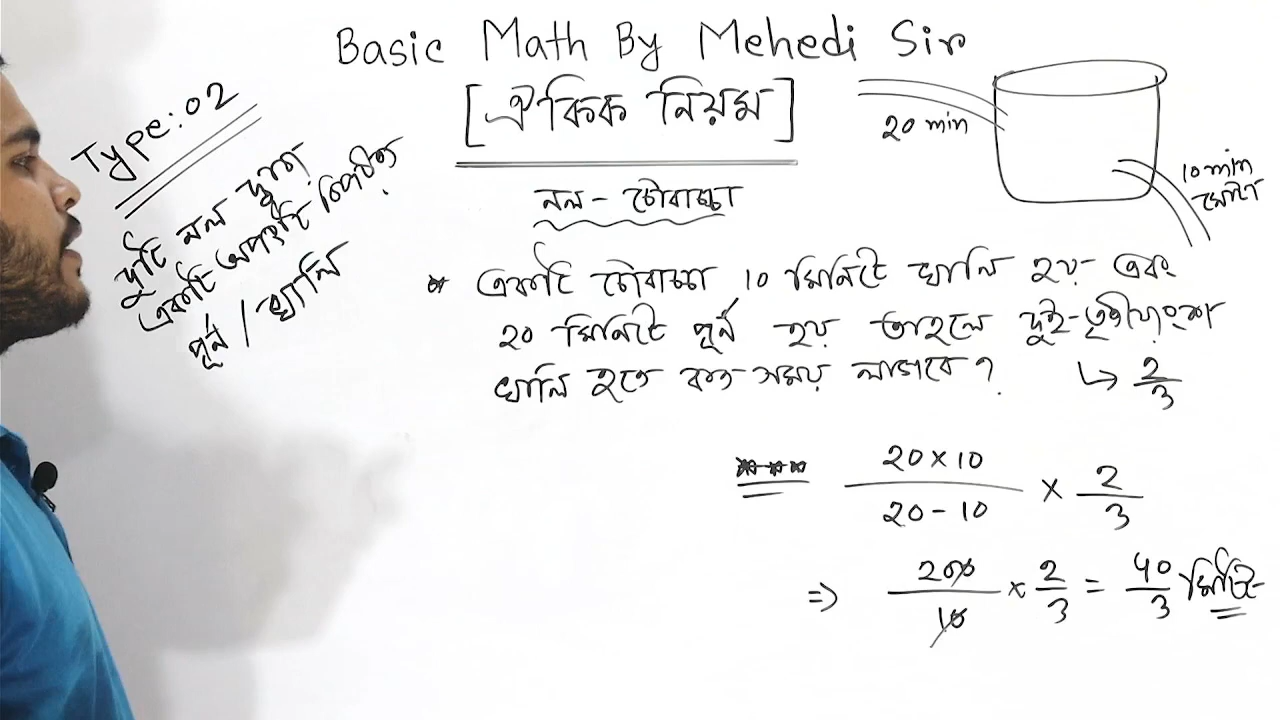 Basic Math By Mehedi Sir
[ঐকিক নিয়ম]
Type:02
দুটি নল দ্বারা
একটি অপরটি বিপরীত
পূর্ন / খালি
20 min
10 min
নল - চৌবাচ্চা
* একটি চৌবাচ্চা 10 মিনিটে খালি হয় এবং
20 মিনিটে পূর্ন হয় তাহলে দুই-তৃতীয়াংশ
খালি হতে কত সময় লাগবে?
↳ 2/3
*** 20×10 / 20-10 × 2/3
⇒ 200/10 × 2/3 = 40/3 মিনিট